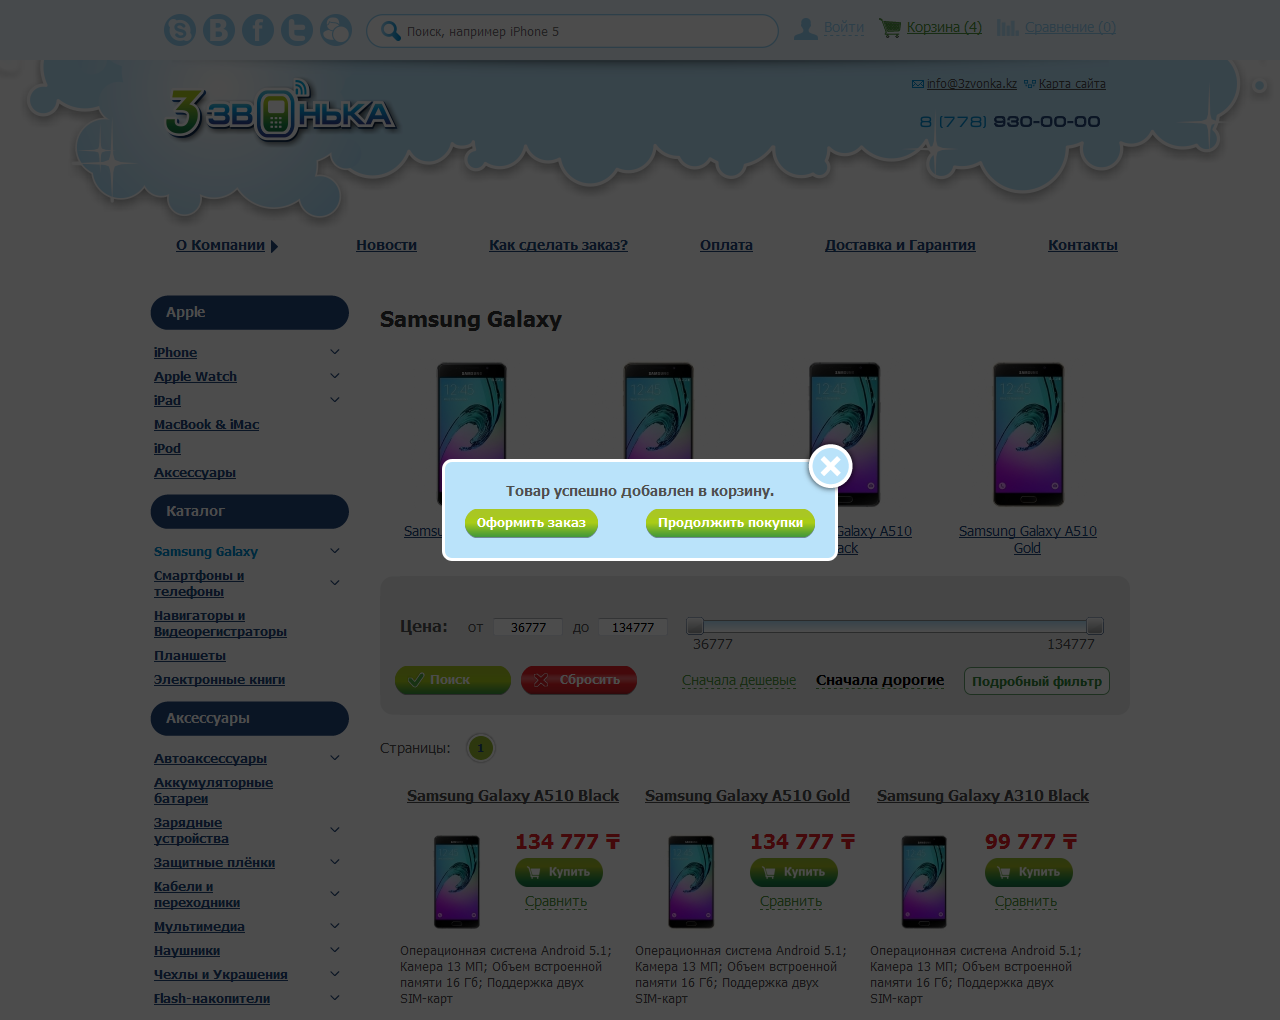 Поиск, например iPhone 5
Войти
Корзина (4)
Сравнение (0)
3 ЗВОНЬКА
info@3zvonka.kz
Карта сайта
8 (778) 930-00-00
О Компании
Новости
Как сделать заказ?
Оплата
Доставка и Гарантия
Контакты
Apple
iPhone
Apple Watch
iPad
MacBook & iMac
iPod
Аксессуары
Каталог
Samsung Galaxy
Смартфоны и
телефоны
Навигаторы и
Видеорегистраторы
Планшеты
Электронные книги
Аксессуары
Автоаксессуары
Аккумуляторные
батареи
Зарядные
устройства
Защитные плёнки
Кабели и
переходники
Мультимедиа
Наушники
Чехлы и Украшения
Flash-накопители
Samsung Galaxy
Товар успешно добавлен в корзину.
Оформить заказ
Продолжить покупки
Samsung Galaxy A510
Gold
Цена:
от
36777
до
134777
36777
134777
Поиск
Сбросить
Сначала дешевые
Сначала дорогие
Подробный фильтр
Страницы:
1
Samsung Galaxy A510 Black
134 777 ₸
Купить
Сравнить
Операционная система Android 5.1;
Камера 13 МП; Объем встроенной
памяти 16 Гб; Поддержка двух
SIM-карт
Samsung Galaxy A510 Gold
134 777 ₸
Купить
Сравнить
Операционная система Android 5.1;
Камера 13 МП; Объем встроенной
памяти 16 Гб; Поддержка двух
SIM-карт
Samsung Galaxy A310 Black
99 777 ₸
Купить
Сравнить
Операционная система Android 5.1;
Камера 13 МП; Объем встроенной
памяти 16 Гб; Поддержка двух
SIM-карт